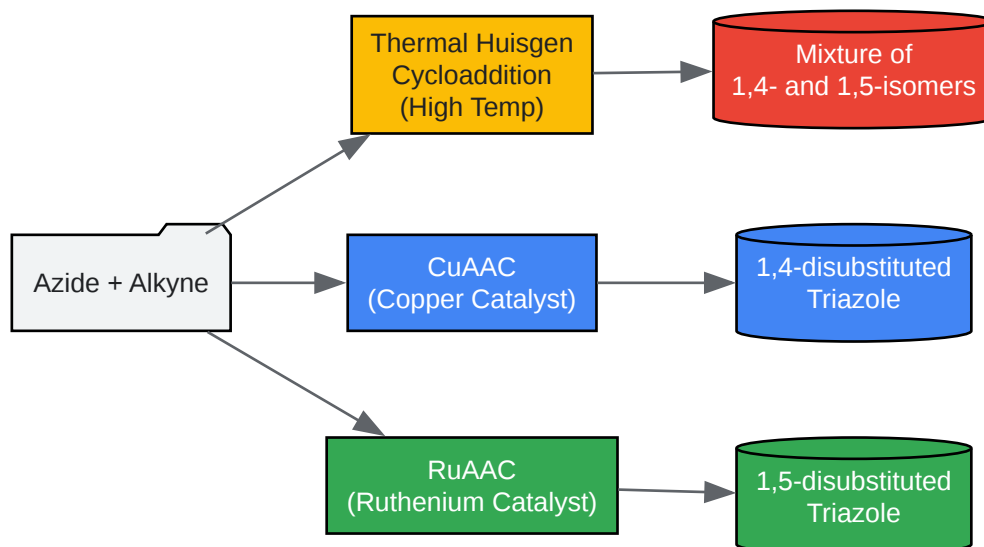 Thermal Huisgen
Cycloaddition
(High Temp)
Mixture of
1,4- and 1,5-isomers
Azide + Alkyne
CuAAC
(Copper Catalyst)
1,4-disubstituted
Triazole
RuAAC
(Ruthenium Catalyst)
1,5-disubstituted
Triazole